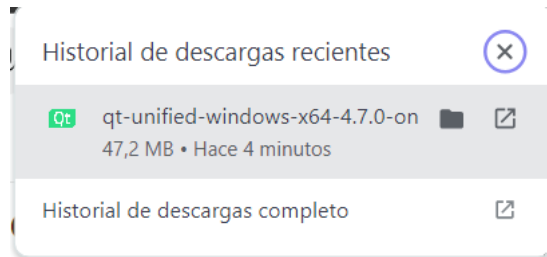 Historial de descargas recientes
Qt
qt-unified-windows-x64-4.7.0-on
47,2 MB • Hace 4 minutos
Historial de descargas completo